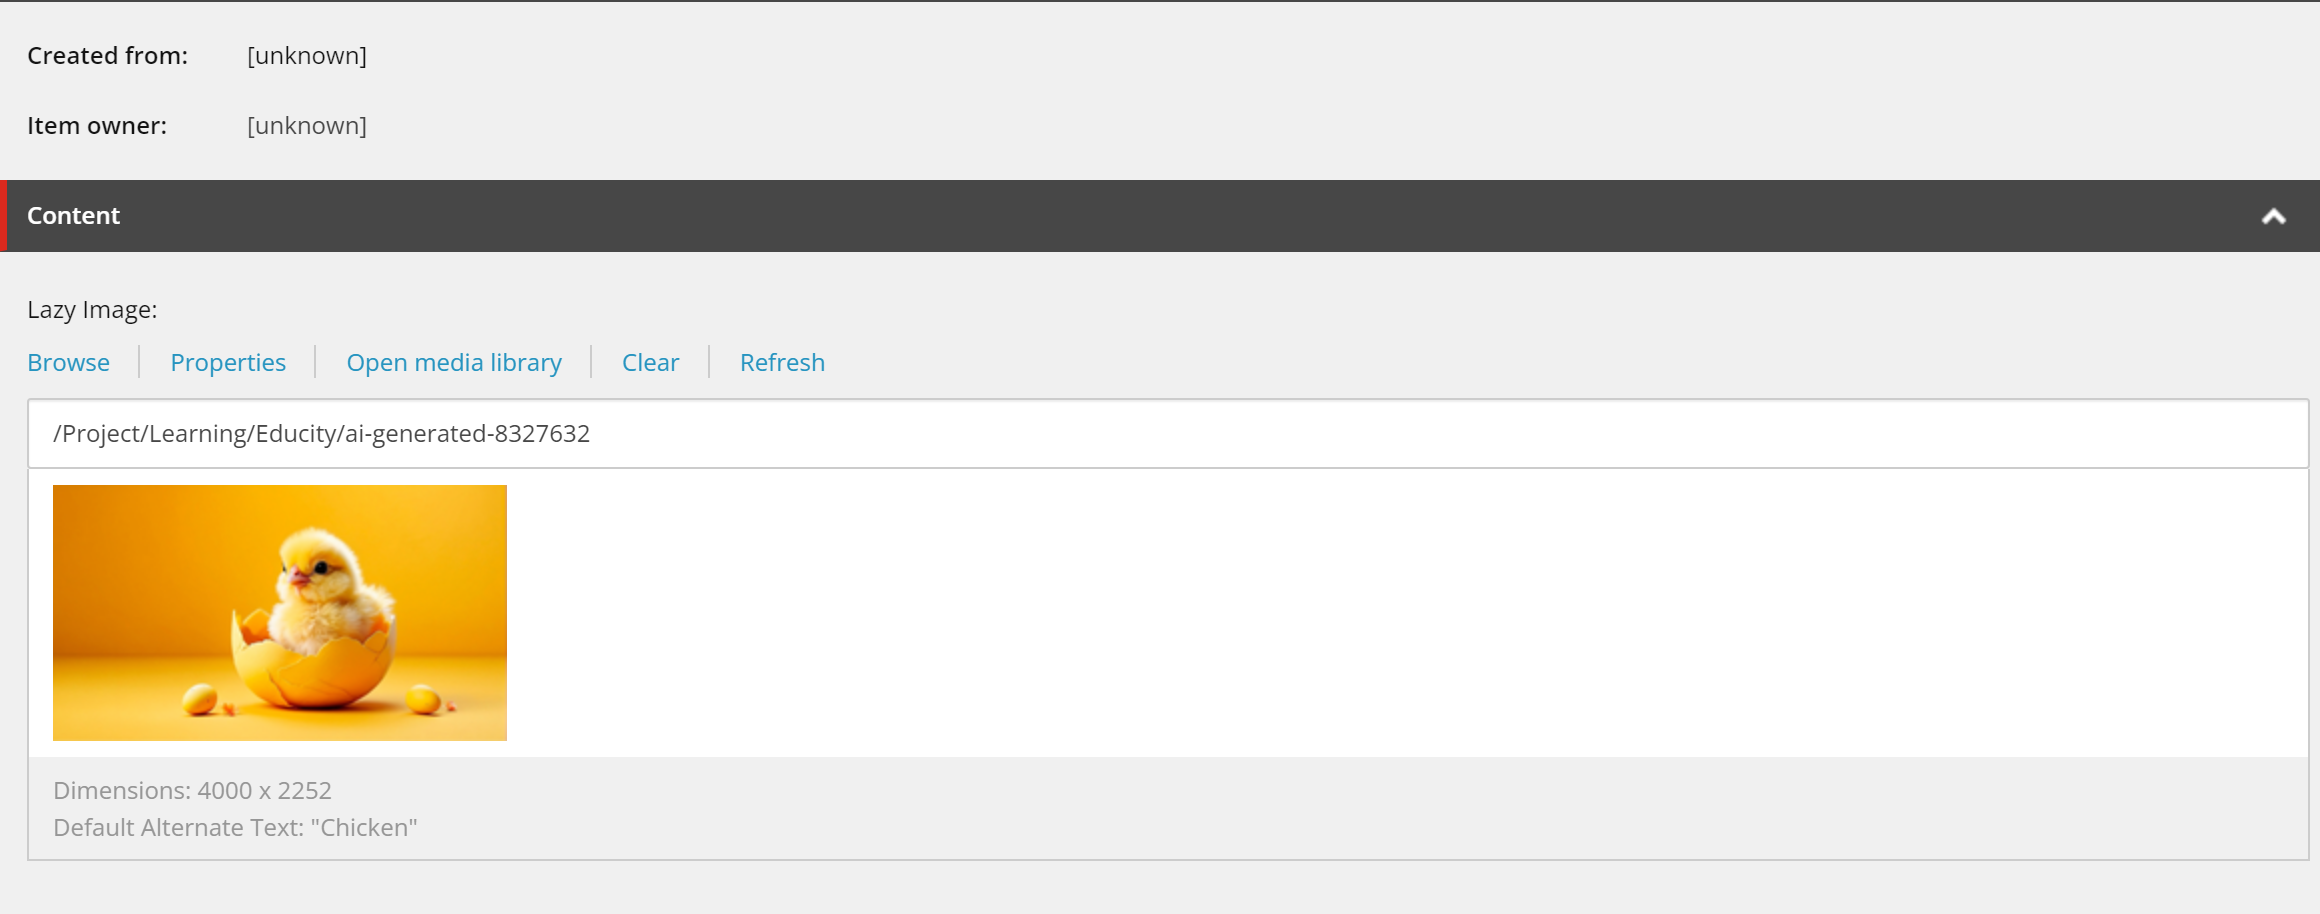 Created from: [unknown]
Item owner: [unknown]
Content
Lazy Image:
Browse Properties Open media library Clear Refresh
/Project/Learning/Educity/ai-generated-8327632
Dimensions: 4000 x 2252
Default Alternate Text: "Chicken"